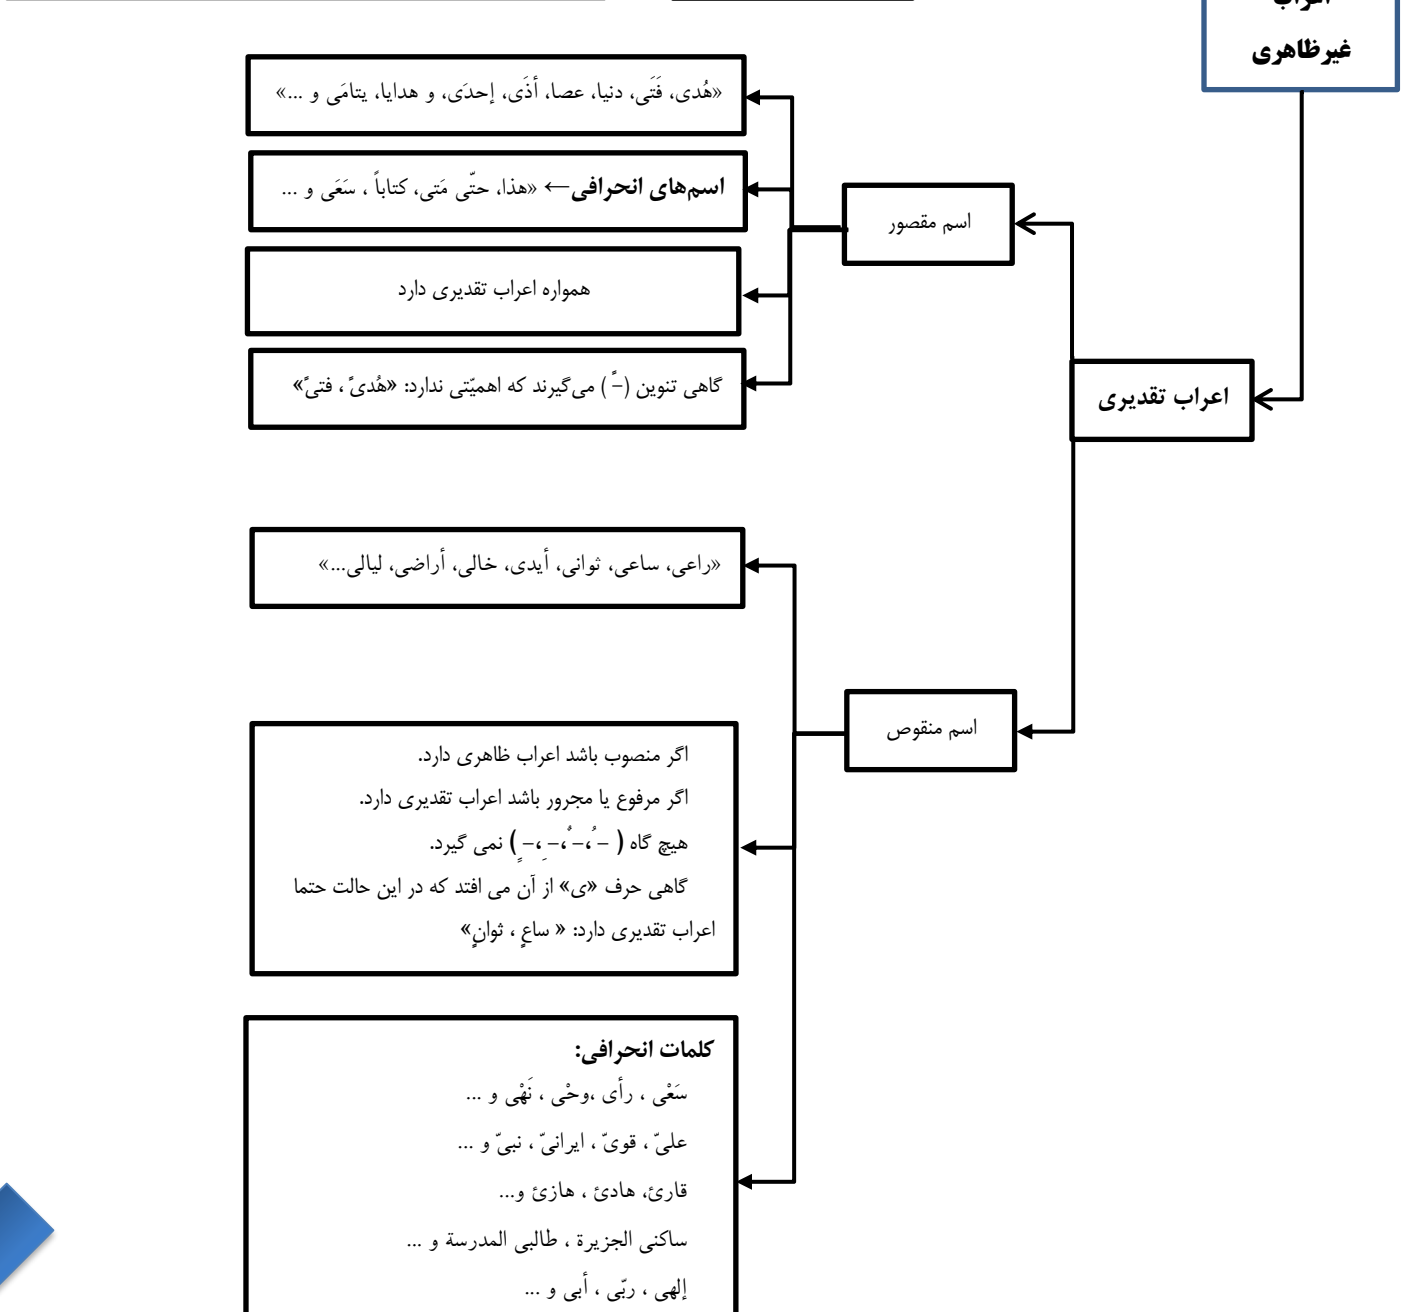 اعراب
غیرظاهری
«هُدی، فَتَی، دنیا، عصا، أذَی، إحدَی، و هدایا، یتامَی و ...»
اسم‌های انحرافی← «هذا، حتّی مَتی، کتاباً ، سَعَی و ...
اسم مقصور
همواره اعراب تقدیری دارد
گاهی تنوین (–ً ) می‌گیرند که اهمیّتی ندارد: «هُدیً ، فتیً»
اعراب تقدیری
«راعی، ساعی، ثوانی، أیدی، خالی، أراضی، لیالی...»
اسم منقوص
اگر منصوب باشد اعراب ظاهری دارد.
اگر مرفوع یا مجرور باشد اعراب تقدیری دارد.
هیچ گاه ( –ُ ،–ٌ ،–ِ ،–ٍ ) نمی گیرد.
گاهی حرف «ی» از آن می افتد که در این حالت حتما
اعراب تقدیری دارد: « ساعٍ ، ثوانٍ»
کلمات انحرافی:
سَعْی ، رأی ،وحْی ، نَهْی و ...
علیّ ، قویّ ، ایرانیّ ، نبیّ و ...
قارئ، هادئ ، هازئ و...
ساکنی الجزیرة ، طالبی المدرسة و ...
إلهی ، ربّی ، أبی و ...